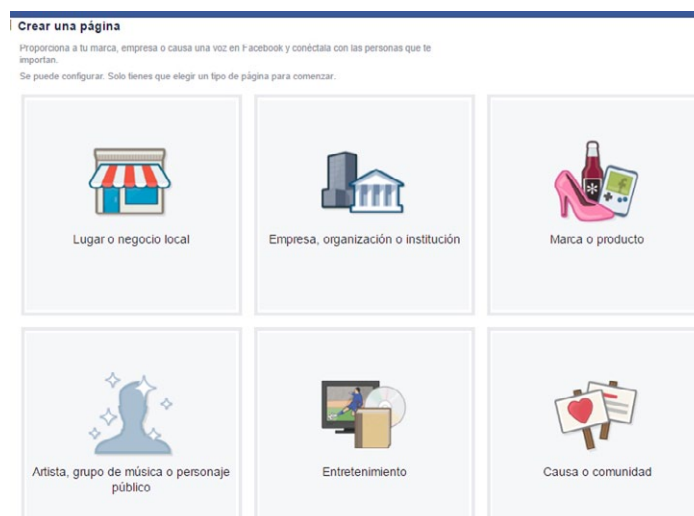 Crear una página
Proporciona a tu marca, empresa o causa una voz en Facebook y conéctala con las personas que te
importan.
Se puede configurar. Solo tienes que elegir un tipo de página para comenzar.
Lugar o negocio local
Empresa, organización o institución
Marca o producto
Artista, grupo de música o personaje
público
Entretenimiento
Causa o comunidad